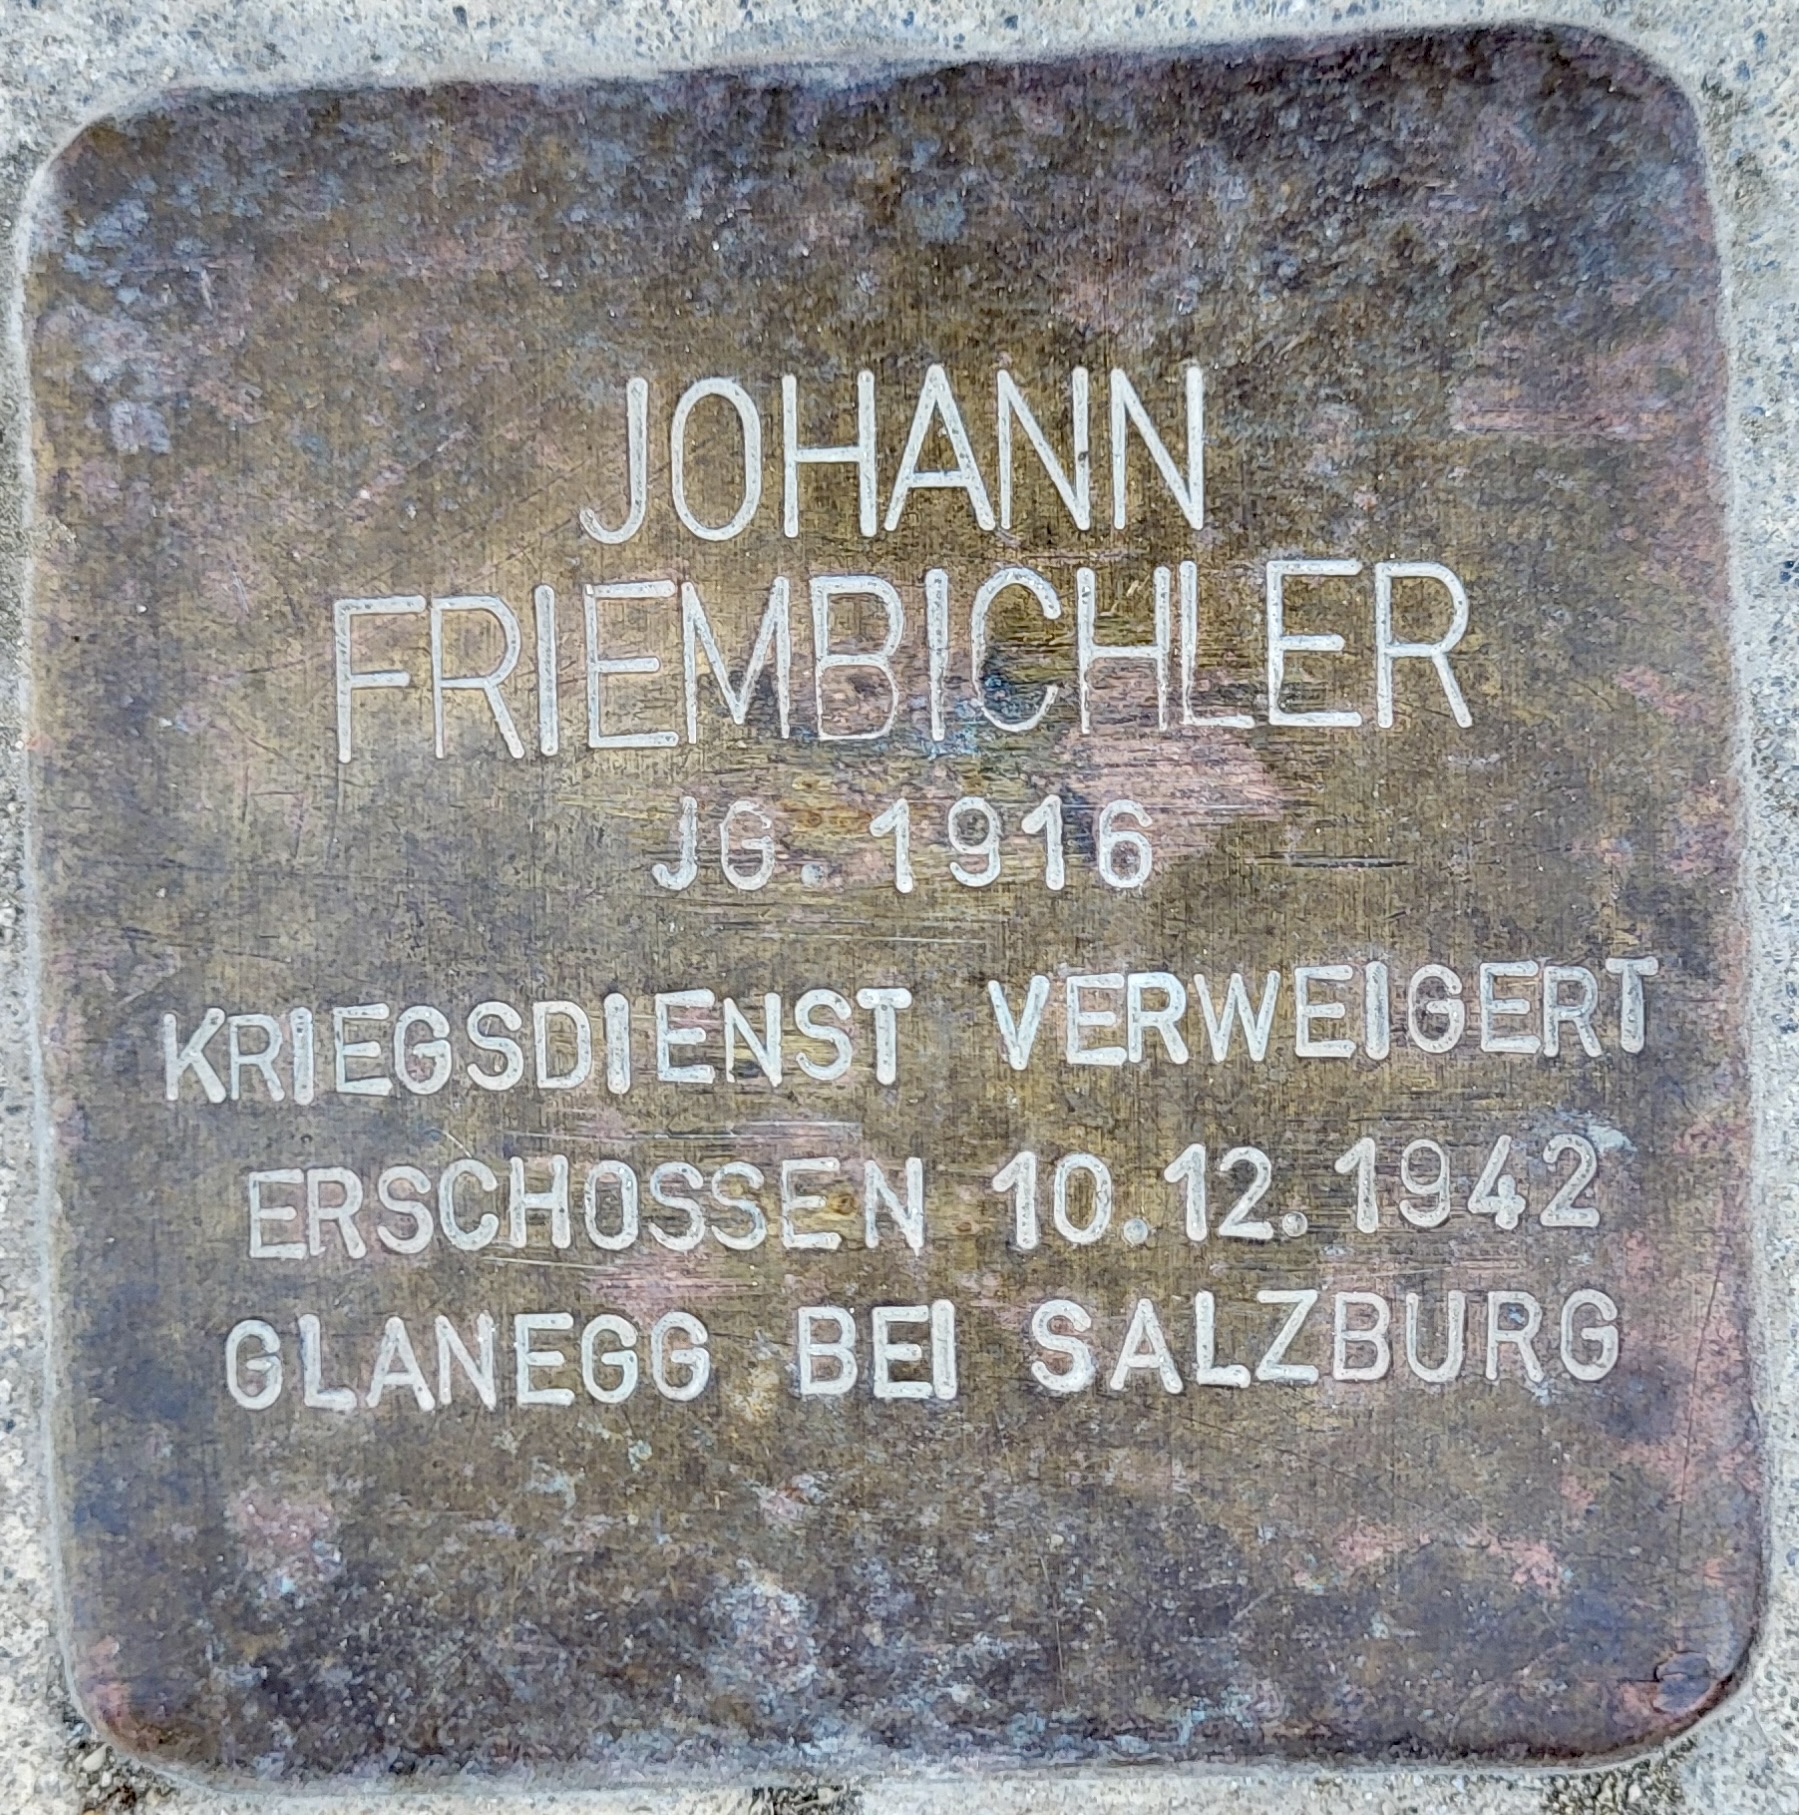 JOHANN
FRIEMBICHLER
JG. 1916
KRIEGSDIENST VERWEIGERT
ERSCHOSSEN 10.12.1942
GLANEGG BEI SALZBURG